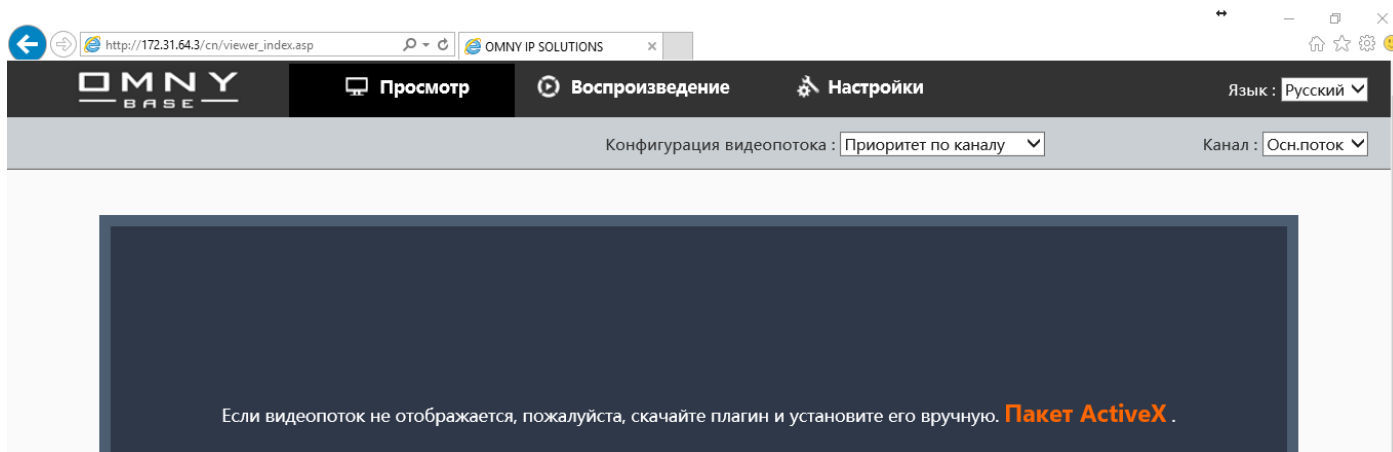 http://172.31.64.3/cn/viewer_index.asp OMNY IP SOLUTIONS
OMNY BASE Просмотр Воспроизведение Настройки Язык : Русский
Конфигурация видеопотока : Приоритет по каналу Канал : Осн.поток
Если видеопоток не отображается, пожалуйста, скачайте плагин и установите его вручную. Пакет ActiveX .